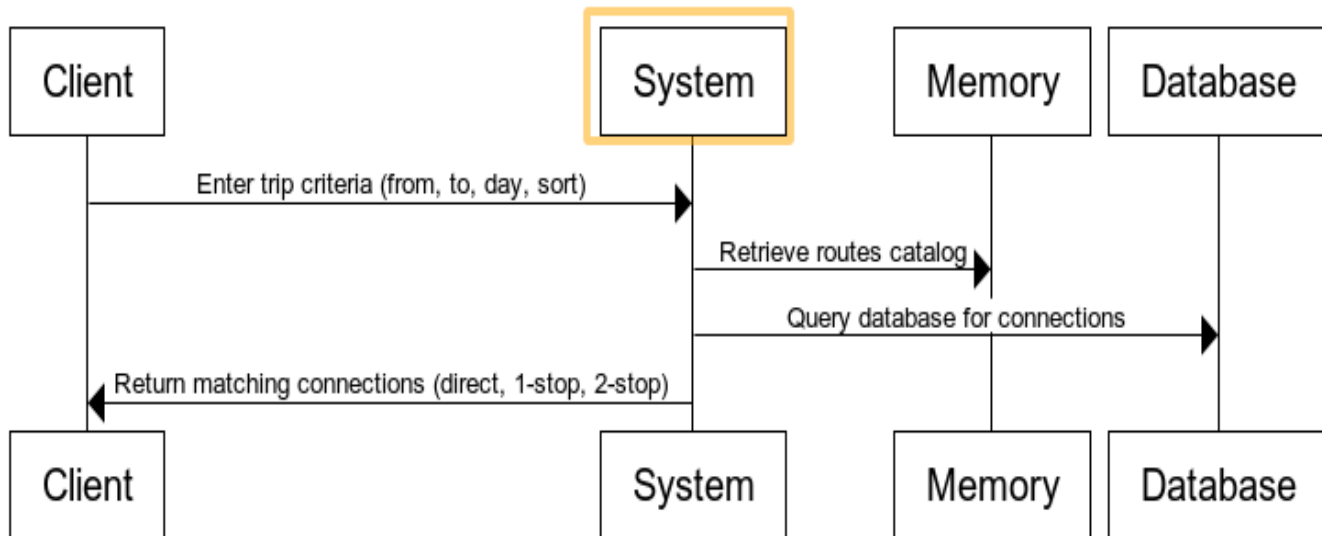 Client
System
Memory
Database
Enter trip criteria (from, to, day, sort)
Retrieve routes catalog
Query database for connections
Return matching connections (direct, 1-stop, 2-stop)
Client
System
Memory
Database